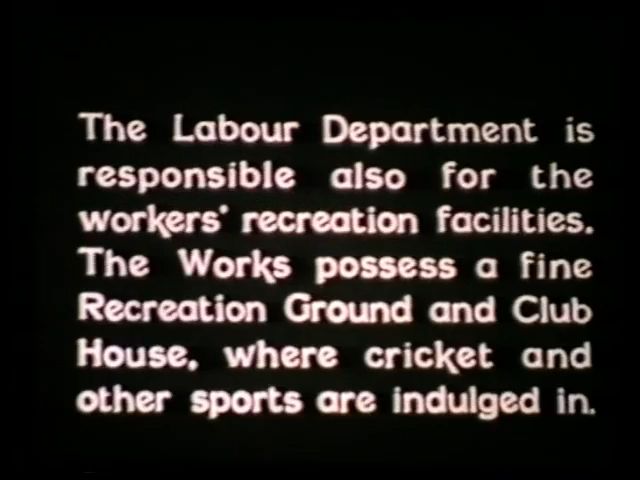 The Labour Department is
responsible also for the
workers' recreation facilities.
The Works possess a fine
Recreation Ground and Club
House, where cricket and
other sports are indulged in.